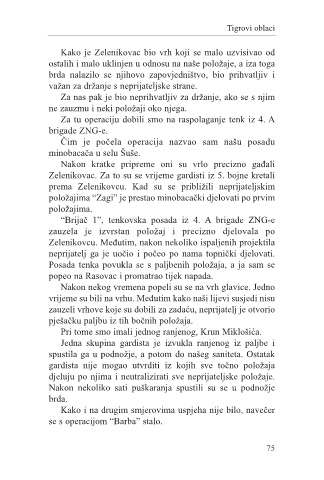 Tigrovi oblaci
Kako je Zelenikovac bio vrh koji se malo uzvisivao od
ostalih i malo uklinjen u odnosu na naše položaje, a iza toga
brda nalazilo se njihovo zapovjedništvo, bio prihvatljiv i
važan za držanje s neprijateljske strane.
Za nas pak je bio neprihvatljiv za držanje, ako se s njim
ne zauzmu i neki položaji oko njega.
Za tu operaciju dobili smo na raspolaganje tenk iz 4. A
brigade ZNG-e.
Čim je počela operacija nazvao sam našu posadu
minobacača u selu Šuše.
Nakon kratke pripreme oni su vrlo precizno gađali
Zelenikovac. Za to su se vrijeme gardisti iz 5. bojne kretali
prema Zelenikovcu. Kad su se približili neprijateljskim
položajima “Zagi” je prestao minobacački djelovati po prvim
položajima.
“Brijač 1”, tenkovska posada iz 4. A brigade ZNG-e
zauzela je izvrstan položaj i precizno djelovala po
Zelenikovcu. Međutim, nakon nekoliko ispaljenih projektila
neprijatelj ga je uočio i počeo po nama topnički djelovati.
Posada tenka povukla se s paljbenih položaja, a ja sam se
popeo na Rasovac i promatrao tijek napada.
Nakon nekog vremena popeli su se na vrh glavice. Jedno
vrijeme su bili na vrhu. Međutim kako naši lijevi susjedi nisu
zauzeli vrhove koje su dobili za zadaću, neprijatelj je otvorio
pješačku paljbu iz tih bočnih položaja.
Pri tome smo imali jednog ranjenog, Krun Miklošića.
Jedna skupina gardista je izvukla ranjenog iz paljbe i
spustila ga u podnožje, a potom do našeg saniteta. Ostatak
gardista nije mogao utvrditi iz kojih sve točno položaja
djeluju po njima i neutralizirati sve neprijateljske položaje.
Nakon nekoliko sati puškaranja spustili su se u podnožje
brda.
Kako i na drugim smjerovima uspjeha nije bilo, navečer
se s operacijom “Barba” stalo.
75